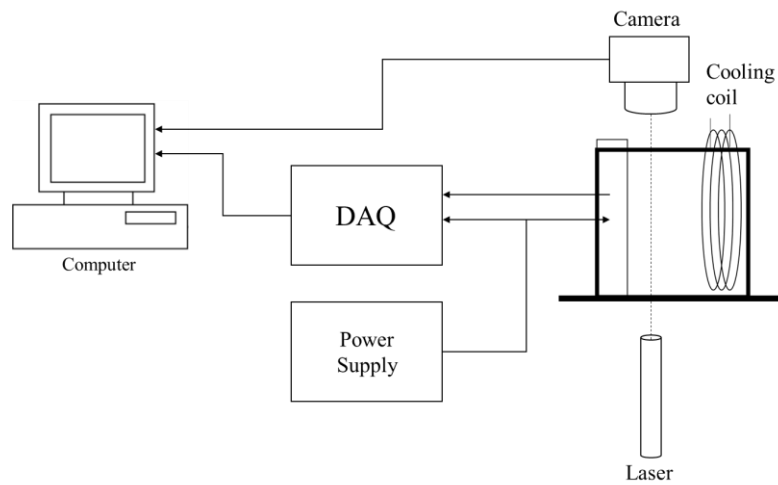 Camera
Cooling
coil
DAQ
Computer
Power
Supply
Laser